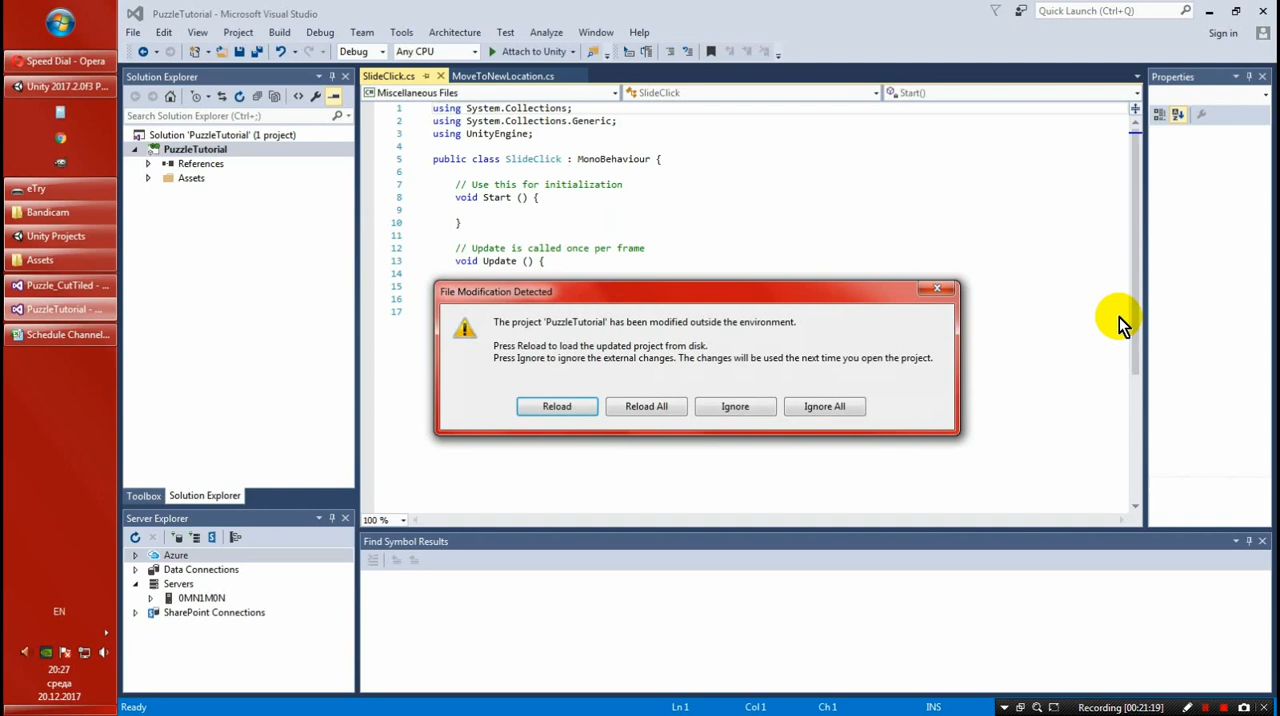 PuzzleTutorial - Microsoft Visual Studio
Quick Launch (Ctrl+Q)
File Edit View Project Build Debug Team Tools Architecture Test Analyze Window Help
Sign in
Debug Any CPU Attach to Unity
Speed Dial - Opera
Unity 2017.2.0f3 P...
eTry
Bandicam
Unity Projects
Assets
Puzzle_CutTiled - ...
PuzzleTutorial - ...
Schedule Channel...
EN
20:27
среда
20.12.2017
Solution Explorer
Search Solution Explorer (Ctrl+;)
Solution 'PuzzleTutorial' (1 project)
PuzzleTutorial
References
Assets
Toolbox Solution Explorer
Server Explorer
Azure
Data Connections
Servers
0MN1M0N
SharePoint Connections
SlideClick.cs MoveToNewLocation.cs
Miscellaneous Files SlideClick Start()
1 using System.Collections;
2 using System.Collections.Generic;
3 using UnityEngine;
4
5 public class SlideClick : MonoBehaviour {
6
7 // Use this for initialization
8 void Start () {
9
10 }
11
12 // Update is called once per frame
13 void Update () {
14
15
16
17
100 %
File Modification Detected
The project 'PuzzleTutorial' has been modified outside the environment.
Press Reload to load the updated project from disk.
Press Ignore to ignore the external changes. The changes will be used the next time you open the project.
Reload Reload All Ignore Ignore All
Find Symbol Results
Properties
Ready Ln 1 Col 1 Ch 1 INS
Recording [00:21:19]